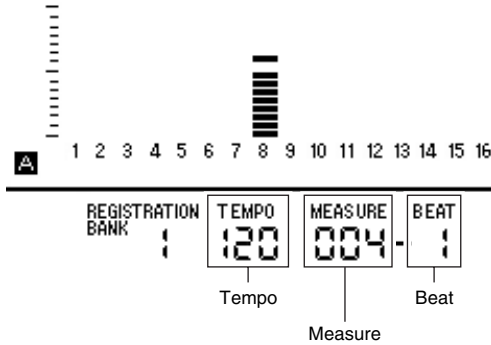 A 1 2 3 4 5 6 7 8 9 10 11 12 13 14 15 16
REGISTRATION TEMPO MEASURE BEAT
BANK 1 120 004-1
Tempo Beat
Measure